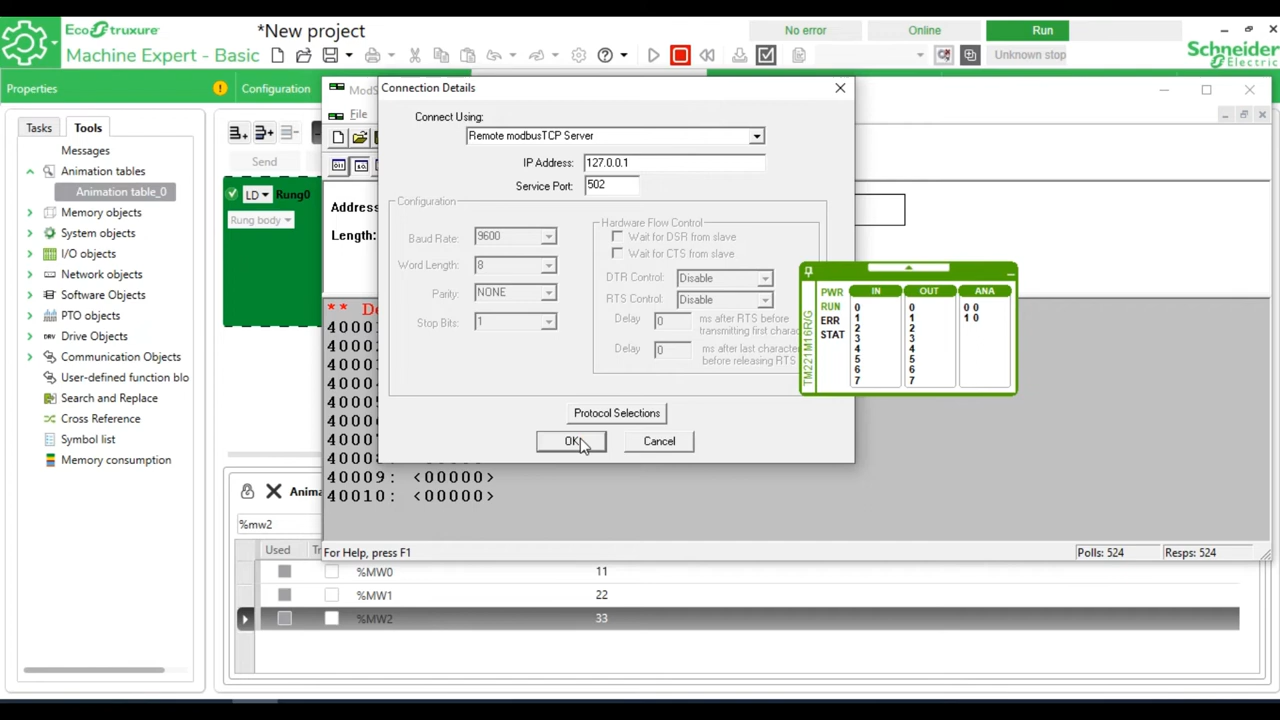 EcoStruxure
Machine Expert - Basic
*New project
No error
Online
Run
Unknown stop
Schneider
Electric
Properties
Configuration
Tasks
Tools
Messages
Animation tables
Animation table_0
Memory objects
System objects
I/O objects
Network objects
Software Objects
PTO objects
Drive Objects
Communication Objects
User-defined function blo
Search and Replace
Cross Reference
Symbol list
Memory consumption
Send
LD
Rung0
Rung body
ModS
File
Address
Length:
Connection Details
Connect Using:
Remote modbusTCP Server
IP Address:
127.0.0.1
Service Port:
502
Configuration
Baud Rate:
9600
Word Length:
8
Parity:
NONE
Stop Bits:
1
Hardware Flow Control
Wait for DSR from slave
Wait for CTS from slave
DTR Control:
Disable
RTS Control:
Disable
Delay
0
ms after RTS before
transmitting first charac
Delay
0
ms after last character
before releasing RTS
Protocol Selections
OK
Cancel
TM221M16R/G
PWR
RUN
ERR
STAT
IN
0
1
2
3
4
5
6
7
OUT
0
1
2
3
4
5
6
7
ANA
0 0
1 0
** De
40009: <00000>
40010: <00000>
For Help, press F1
Polls: 524
Resps: 524
Anima
%mw2
Used
%MW0
11
%MW1
22
%MW2
33